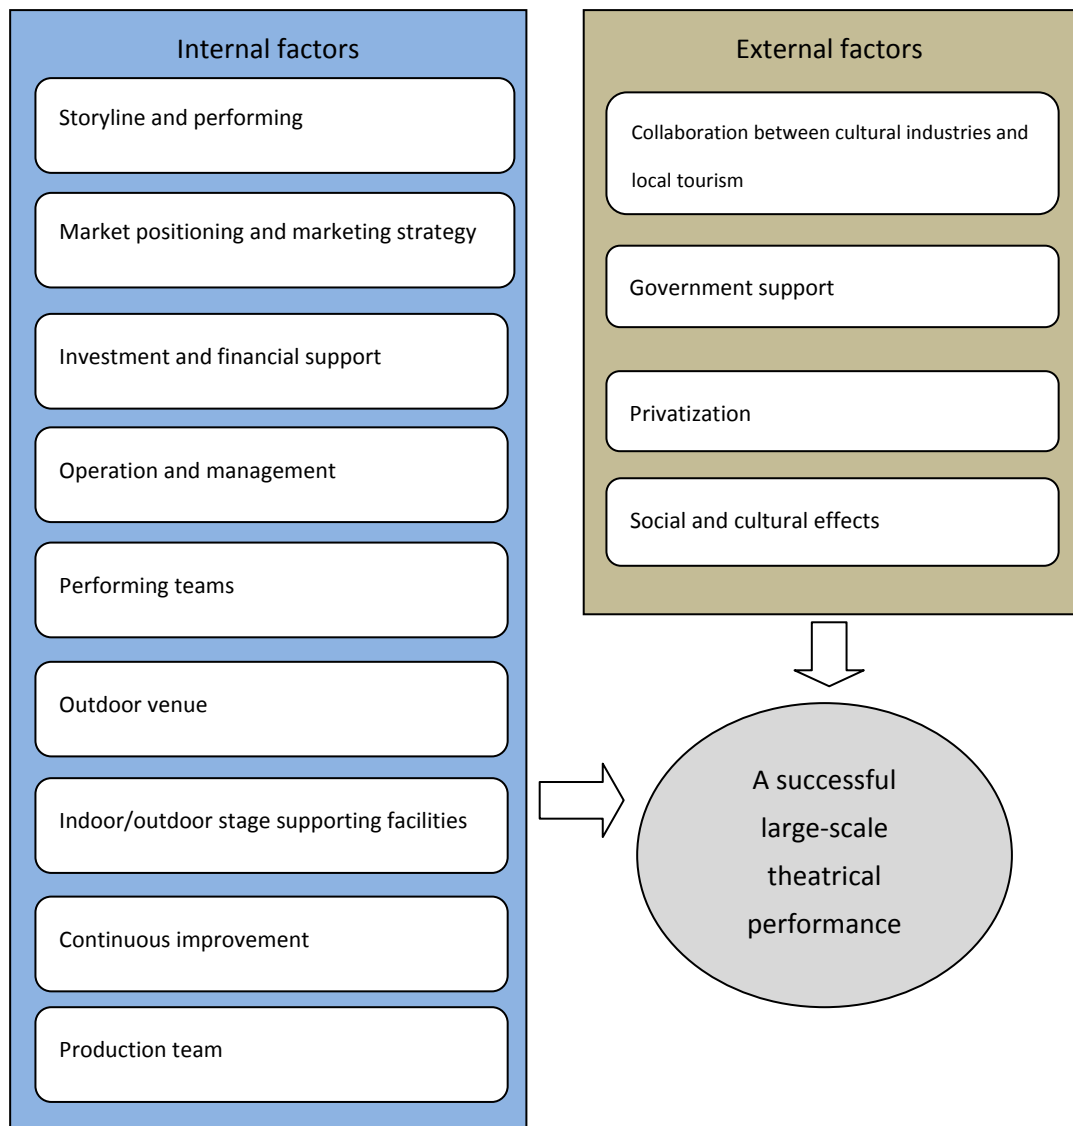 Internal factors
Storyline and performing
Market positioning and marketing strategy
Investment and financial support
Operation and management
Performing teams
Outdoor venue
Indoor/outdoor stage supporting facilities
Continuous improvement
Production team
External factors
Collaboration between cultural industries and
local tourism
Government support
Privatization
Social and cultural effects
A successful
large-scale
theatrical
performance